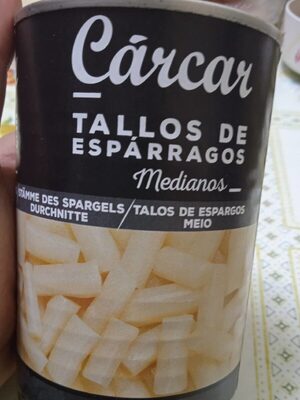 Cárcar
TALLOS DE
ESPÁRRAGOS
Medianos
STÄMME DES SPARGELS / TALOS DE ESPARGOS
DURCHNITTE MEIO